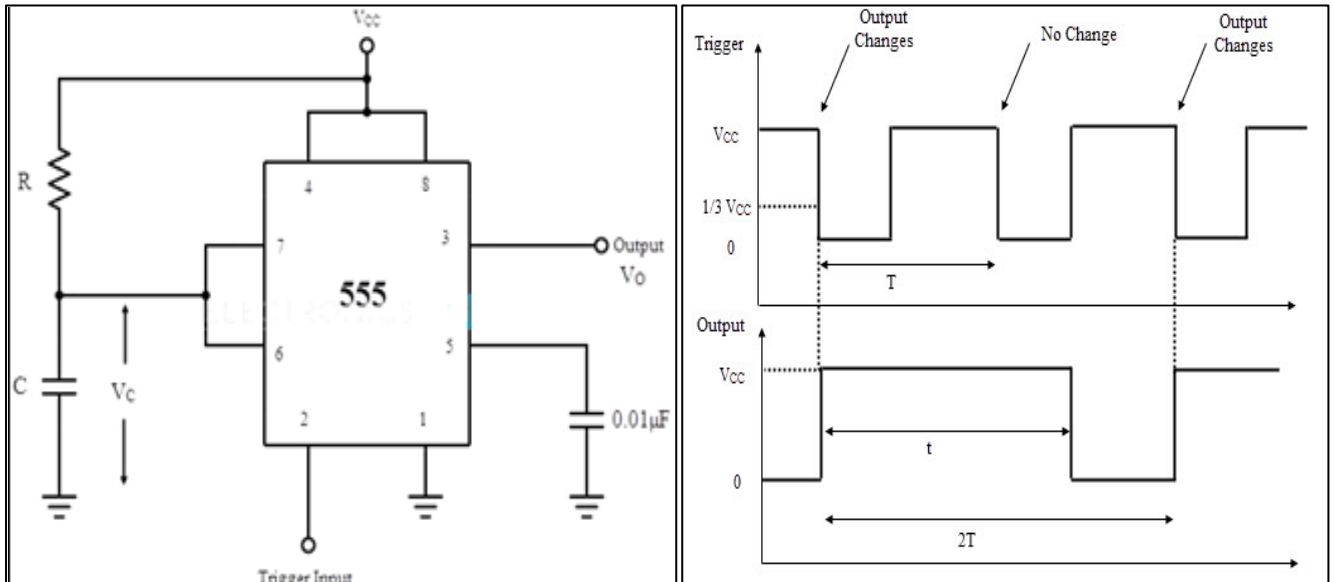 VCC
R
4
8
7
3
Output
VO
555
ELECTRONICS
6
5
C
VC
2
1
0.01μF
Trigger Input
Output
Changes
No Change
Output
Changes
Trigger
VCC
1/3 VCC
0
T
Output
VCC
t
0
2T